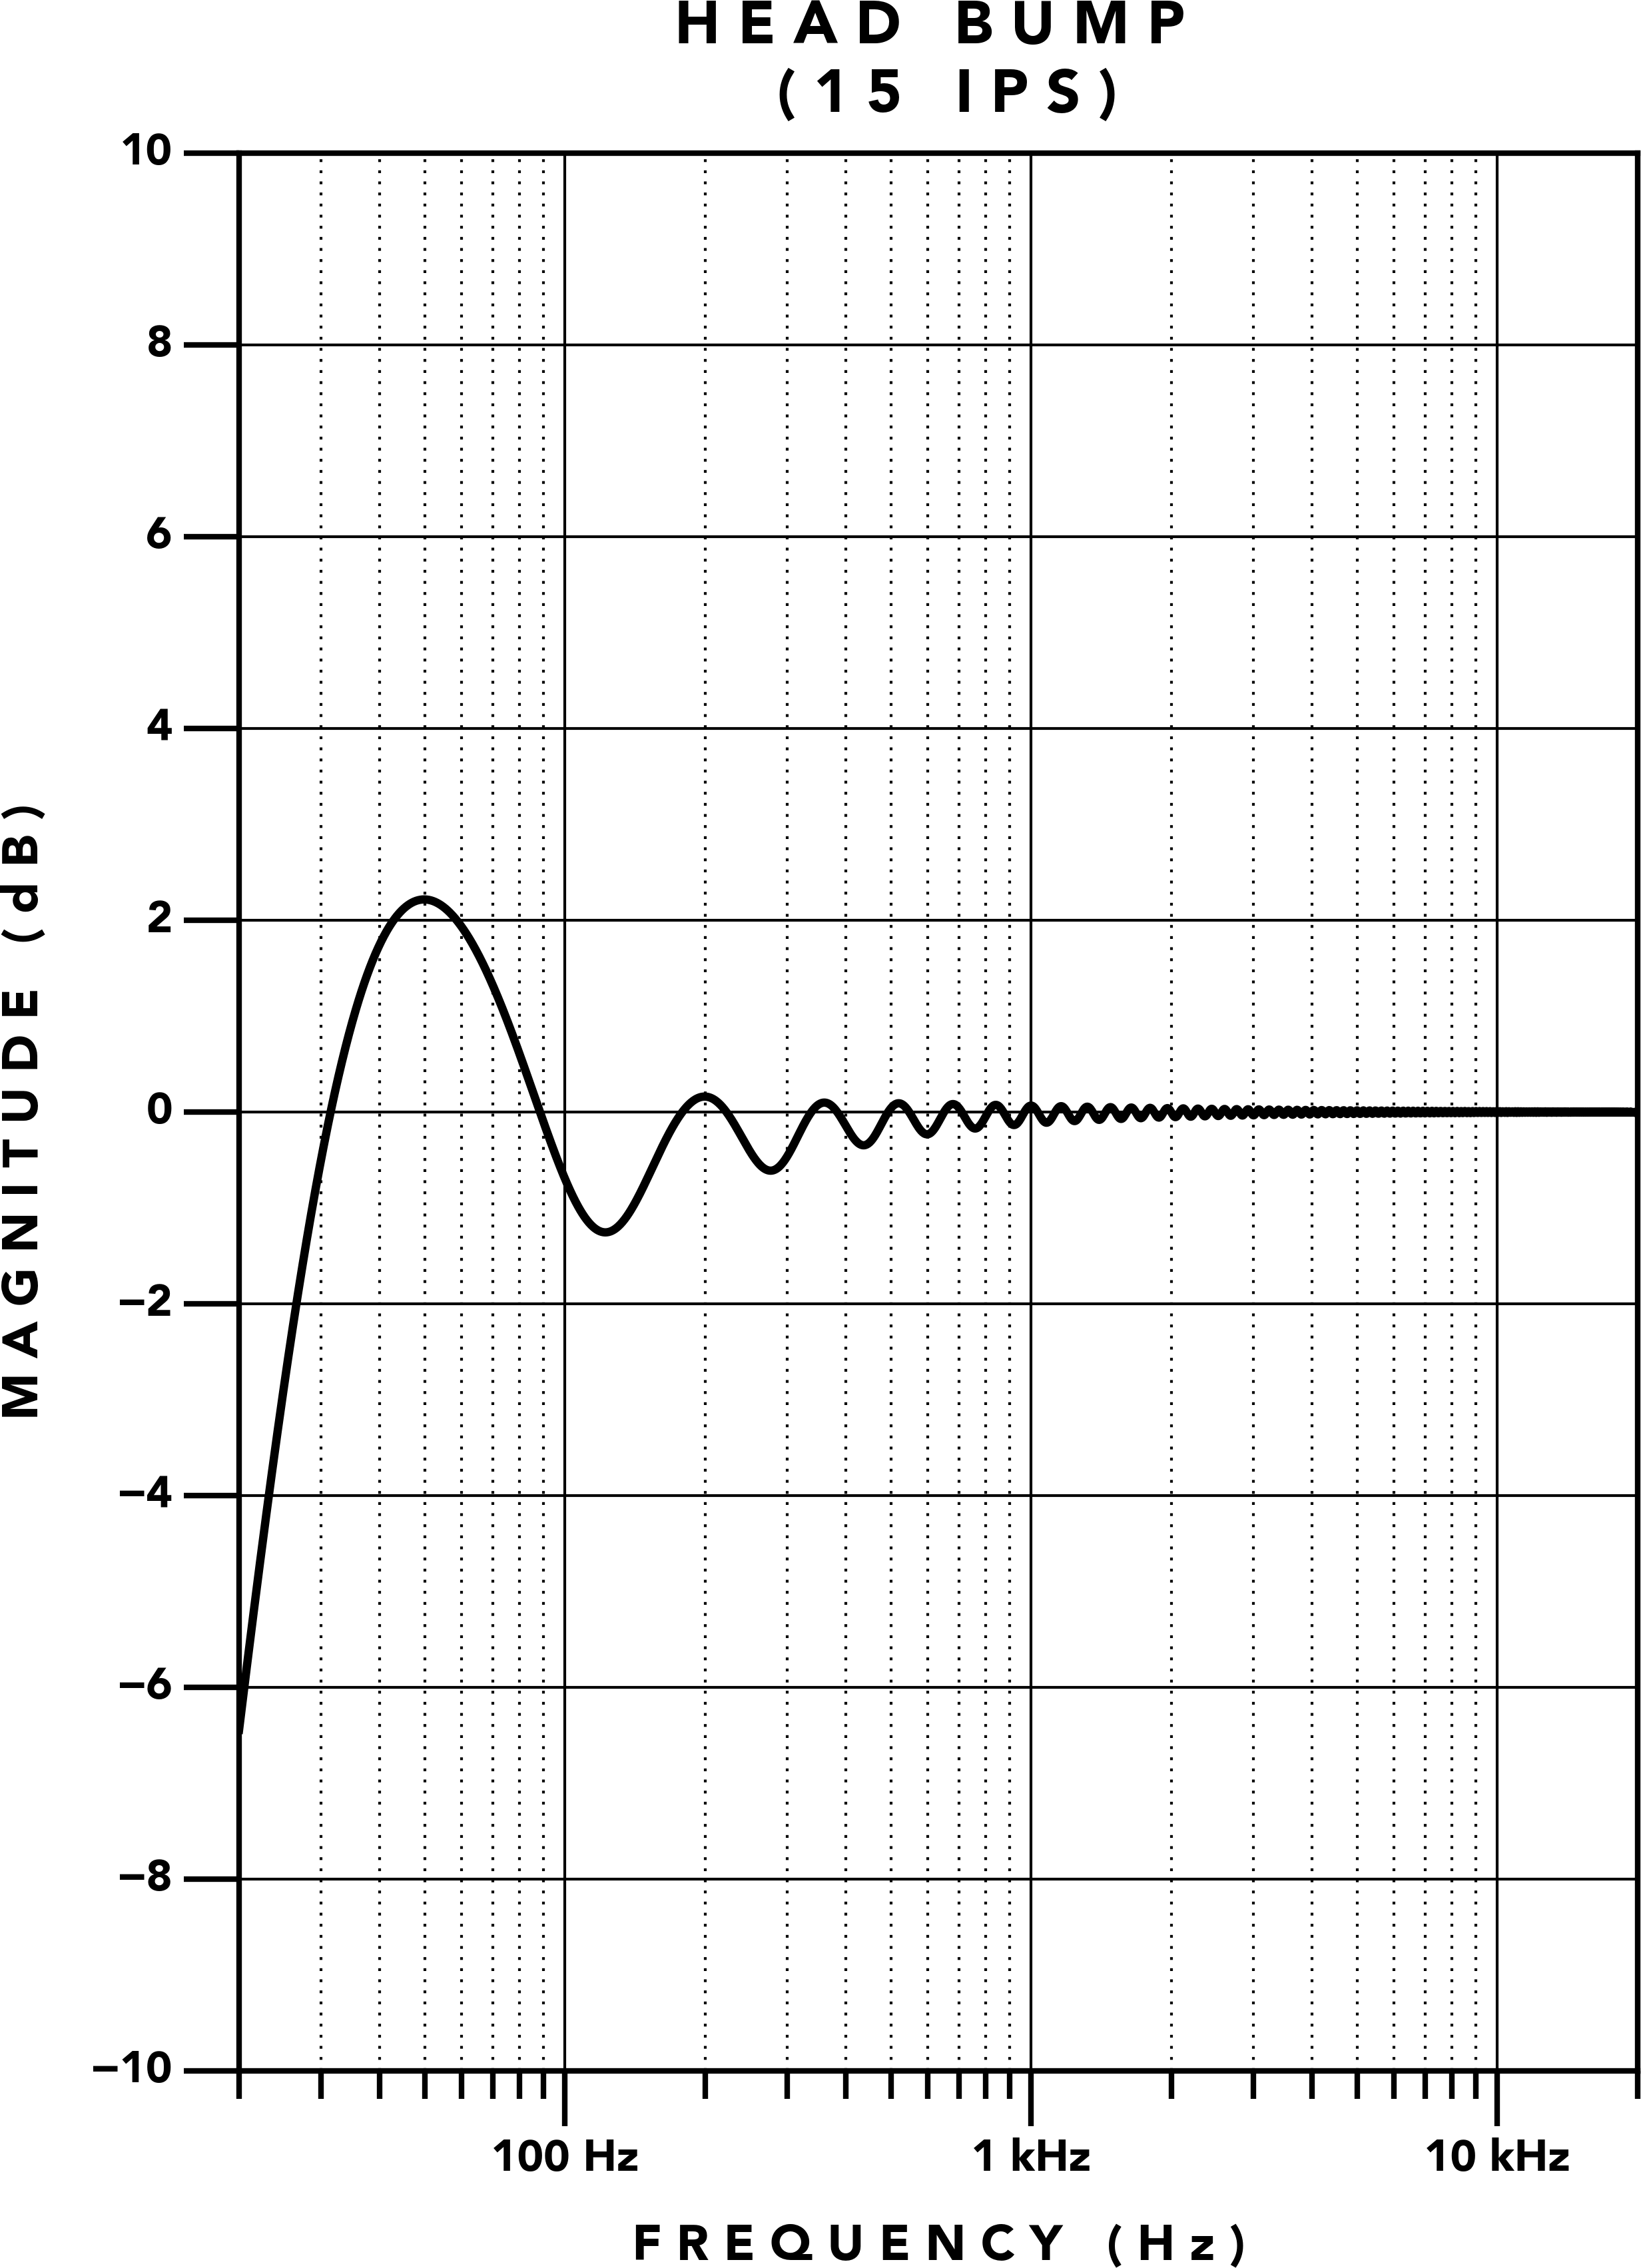 HEAD BUMP
(15 IPS)
10
8
6
4
2
0
−2
−4
−6
−8
−10
MAGNITUDE (dB)
100 Hz
1 kHz
10 kHz
FREQUENCY (Hz)